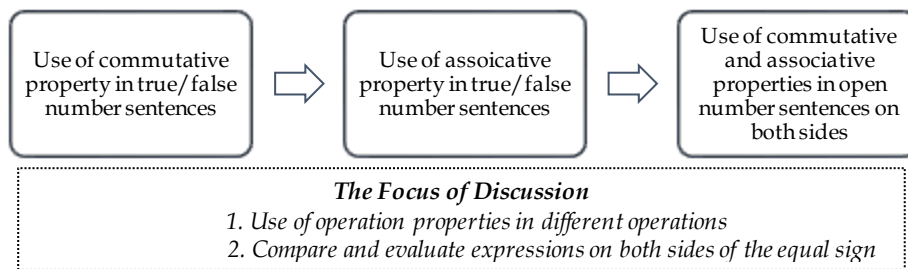 Use of commutative
property in true/false
number sentences
Use of assoicative
property in true/false
number sentences
Use of commutative
and associative
properties in open
number sentences on
both sides
The Focus of Discussion
1. Use of operation properties in different operations
2. Compare and evaluate expressions on both sides of the equal sign